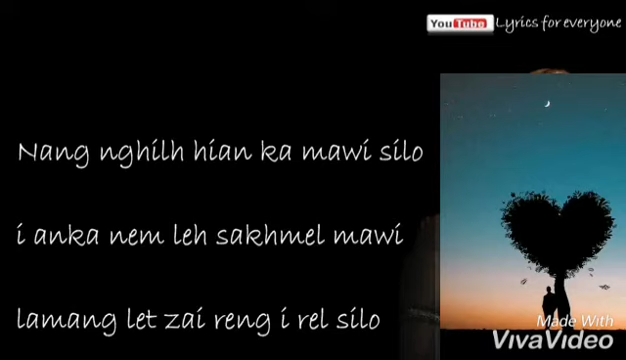 YouTube Lyrics for everyone
Nang nghilh hian ka mawi silo
i anka nem leh sakhmel mawi
lamang let zai reng i rel silo
Made With
VivaVideo